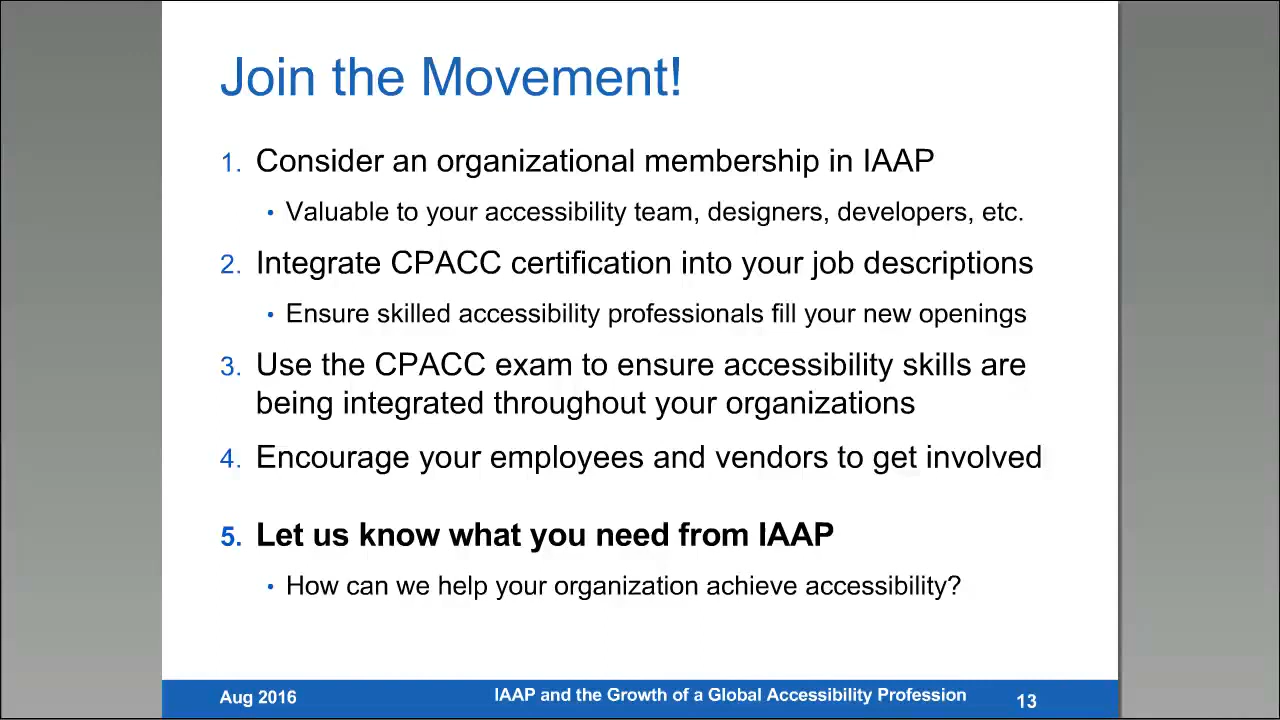 Join the Movement!
1. Consider an organizational membership in IAAP
• Valuable to your accessibility team, designers, developers, etc.
2. Integrate CPACC certification into your job descriptions
• Ensure skilled accessibility professionals fill your new openings
3. Use the CPACC exam to ensure accessibility skills are
being integrated throughout your organizations
4. Encourage your employees and vendors to get involved
5. Let us know what you need from IAAP
• How can we help your organization achieve accessibility?
Aug 2016 IAAP and the Growth of a Global Accessibility Profession 13